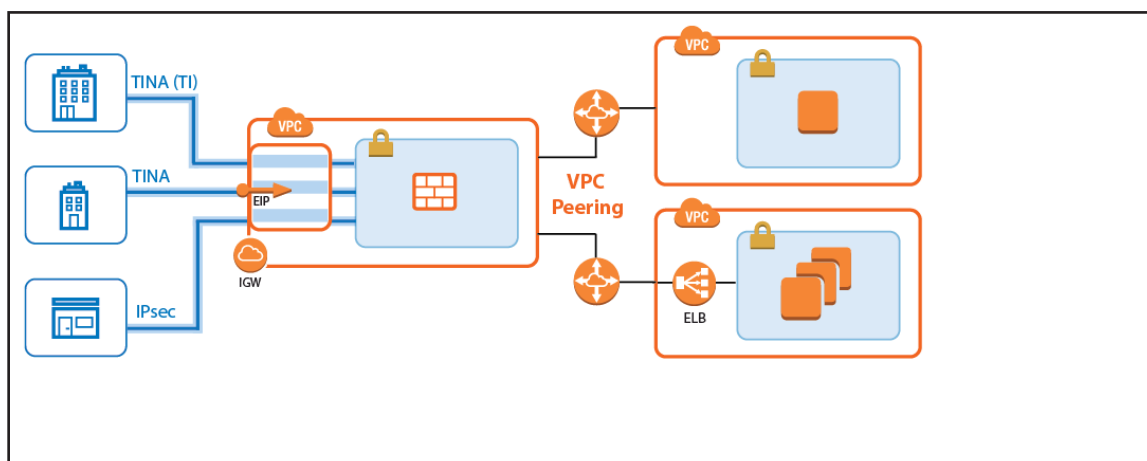 TINA (TI)
TINA
IPsec
VPC
EIP
IGW
VPC
Peering
VPC
VPC
ELB